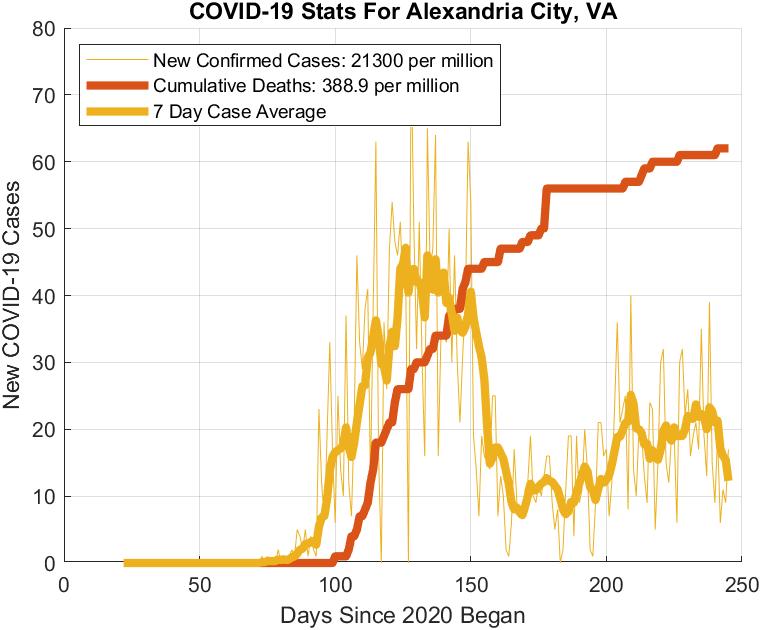 COVID-19 Stats For Alexandria City, VA
New Confirmed Cases: 21300 per million
Cumulative Deaths: 388.9 per million
7 Day Case Average
New COVID-19 Cases
80
70
60
50
40
30
20
10
0
0 50 100 150 200 250
Days Since 2020 Began